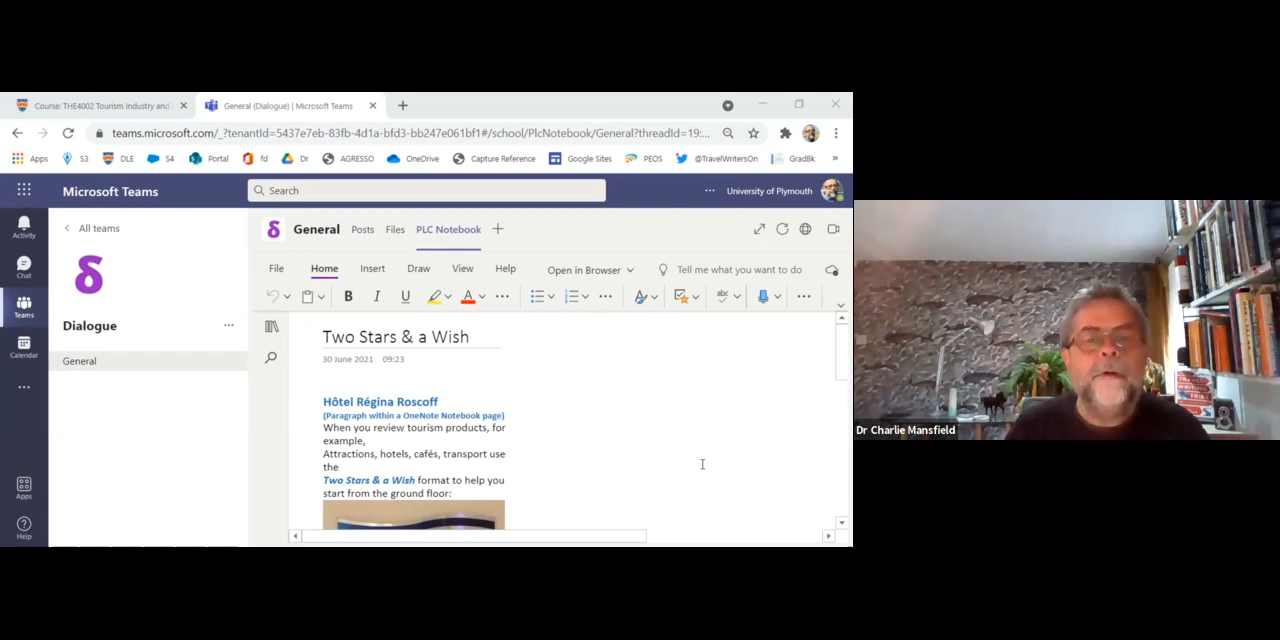 Course: THE4002 Tourism Industry and
General (Dialogue) | Microsoft Teams
teams.microsoft.com/_?tenantId=5437e7eb-83fb-4d1a-bfd3-bb247e061bf1#/school/PlcNotebook/General?threadId=19:...
Apps S3 DLE S4 Portal fd Dr AGRESSO OneDrive Capture Reference Google Sites PEOS @TravelWritersOn GradBk »
Microsoft Teams
Search
University of Plymouth
Activity
Chat
Teams
Calendar
Apps
Help
All teams
δ
Dialogue
General
δ General Posts Files PLC Notebook
File Home Insert Draw View Help Open in Browser Tell me what you want to do
B I U A abc
Two Stars & a Wish
30 June 2021 09:23
Hôtel Régina Roscoff
(Paragraph within a OneNote Notebook page)
When you review tourism products, for
example,
Attractions, hotels, cafés, transport use
the
Two Stars & a Wish format to help you
start from the ground floor:
Dr Charlie Mansfield
TRAVEL
WRITING
TRIBE